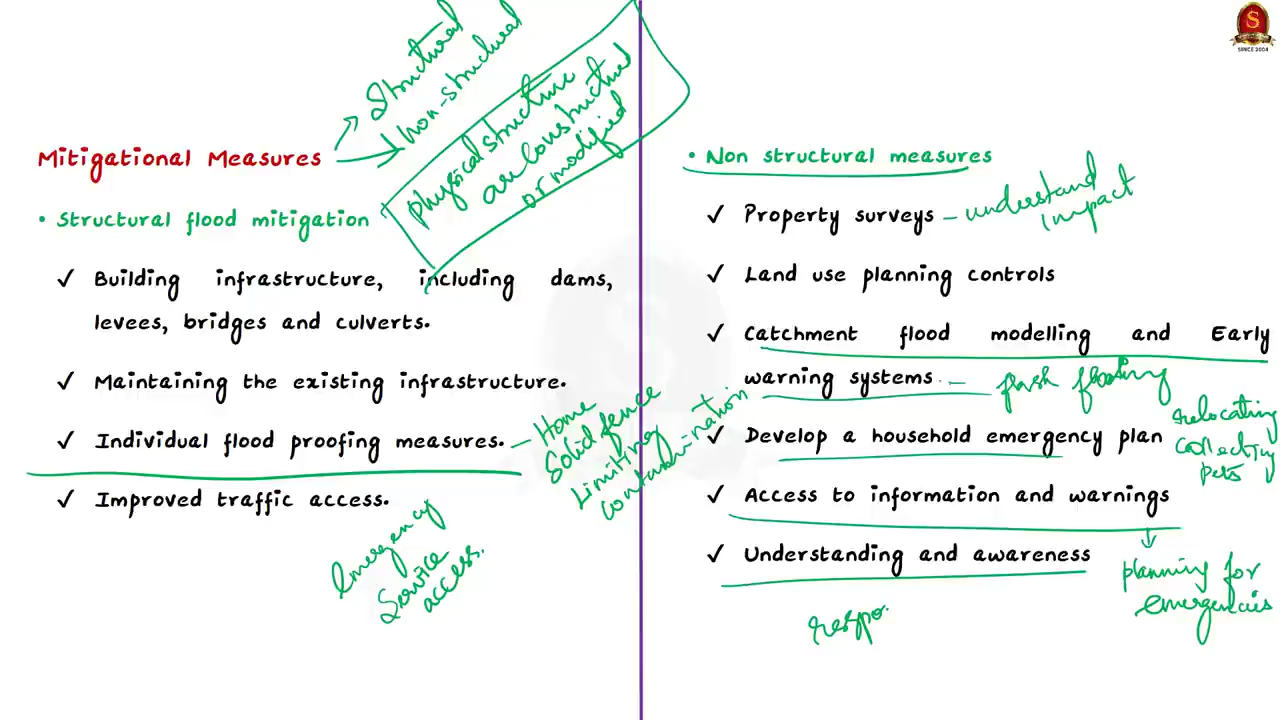 S
SINCE 2004
Structural
Non-structural
Mitigational Measures
physical structure
are constructed
or modified
• Structural flood mitigation
✓ Building infrastructure, including dams,
levees, bridges and culverts.
✓ Maintaining the existing infrastructure.
✓ Individual flood proofing measures. - Home
Solid fence
Limiting
contamination
✓ Improved traffic access.
Emergency
Service
access.
• Non structural measures
✓ Property surveys - understand
impact
✓ Land use planning controls
✓ Catchment flood modelling and Early
warning systems. - flash flooding
✓ Develop a household emergency plan
relocating
collecting
pets
✓ Access to information and warnings
planning for
emergencies
✓ Understanding and awareness
respo